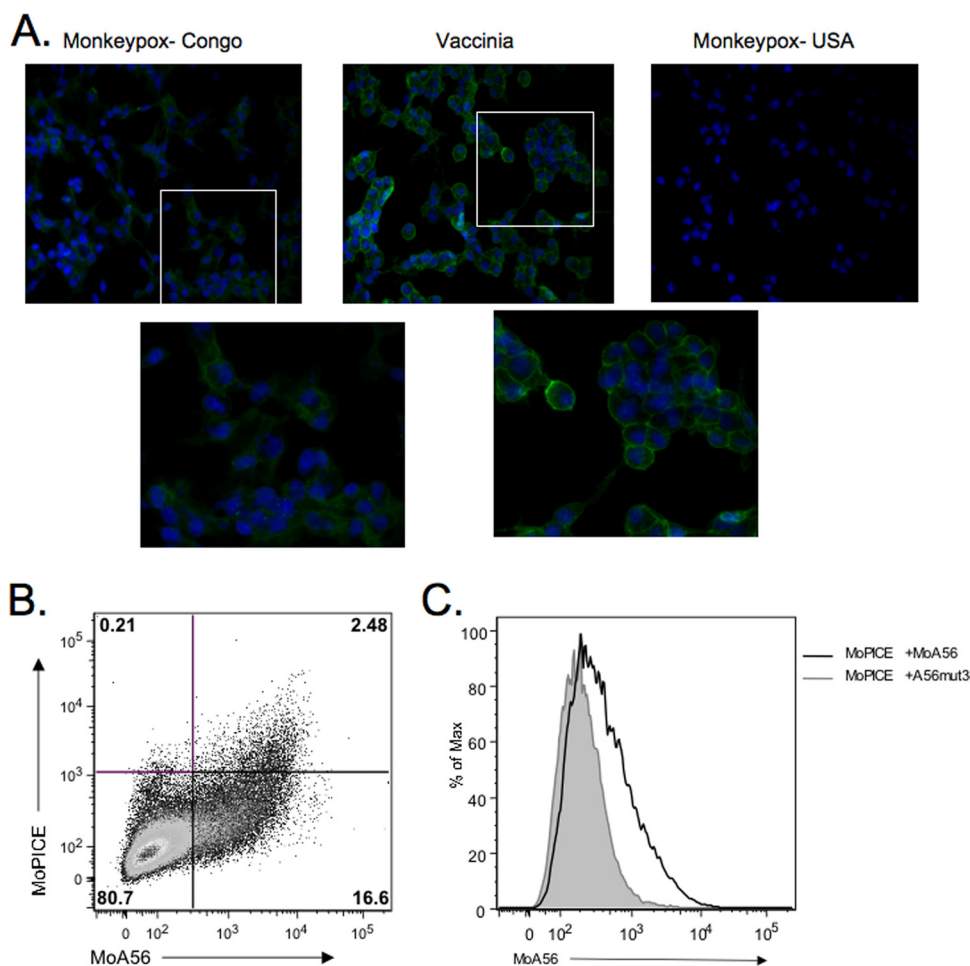 A.
Monkeypox- Congo
Vaccinia
Monkeypox- USA
B.
0.21
2.48
10^5
10^4
10^3
10^2
0
80.7
16.6
MoPICE
0 10^2 10^3 10^4 10^5
MoA56
C.
100
80
60
40
20
0
% of Max
0 10^2 10^3 10^4 10^5
MoA56
MoPICE +MoA56
MoPICE +A56mut3